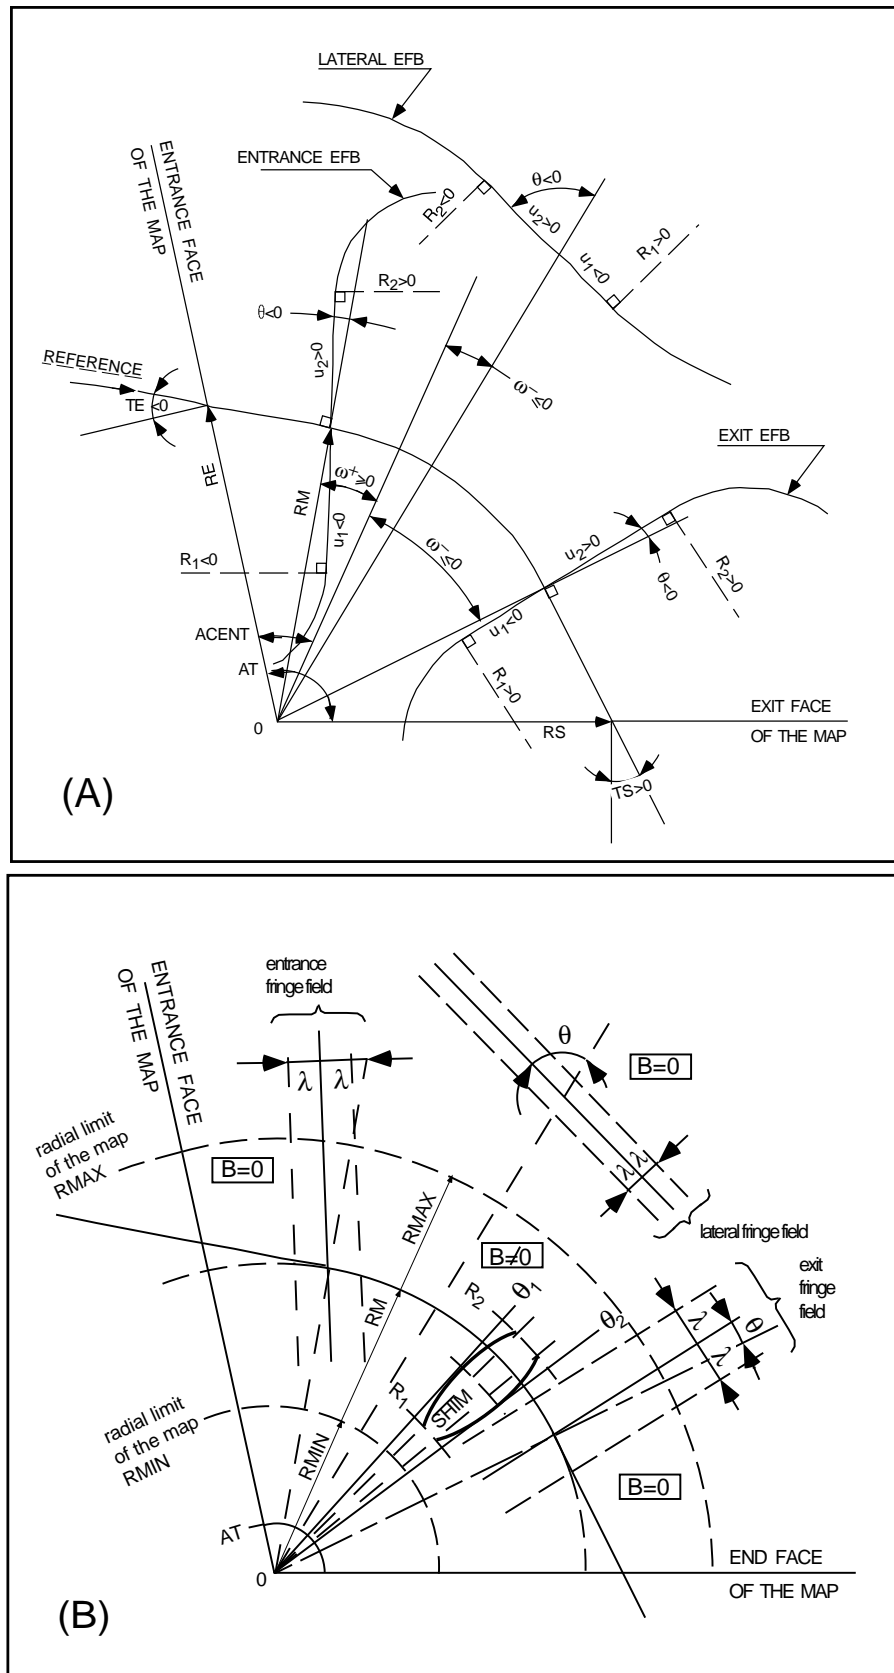 LATERAL EFB
ENTRANCE EFB
ENTRANCE FACE
OF THE MAP
REFERENCE
TE <0
RE
R2<0
θ<0
u2>0
u1<0
R1>0
R2>0
θ<0
u2>0
ω⁻≤0
EXIT EFB
RM
ω⁺≥0
u1<0
ω⁻≤0
R1<0
u2>0
θ<0
R2>0
u1<0
R1>0
ACENT
AT
0
RS
EXIT FACE
OF THE MAP
TS>0
(A)
entrance
fringe field
ENTRANCE FACE
OF THE MAP
λ
λ
θ
B=0
λ
λ
lateral fringe field
radial limit
of the map
RMAX
B=0
RMAX
B≠0
exit
fringe
field
RM
R2
θ1
θ2
λ
λ
θ
R1
SHIM
radial limit
of the map
RMIN
RMIN
B=0
AT
0
END FACE
OF THE MAP
(B)